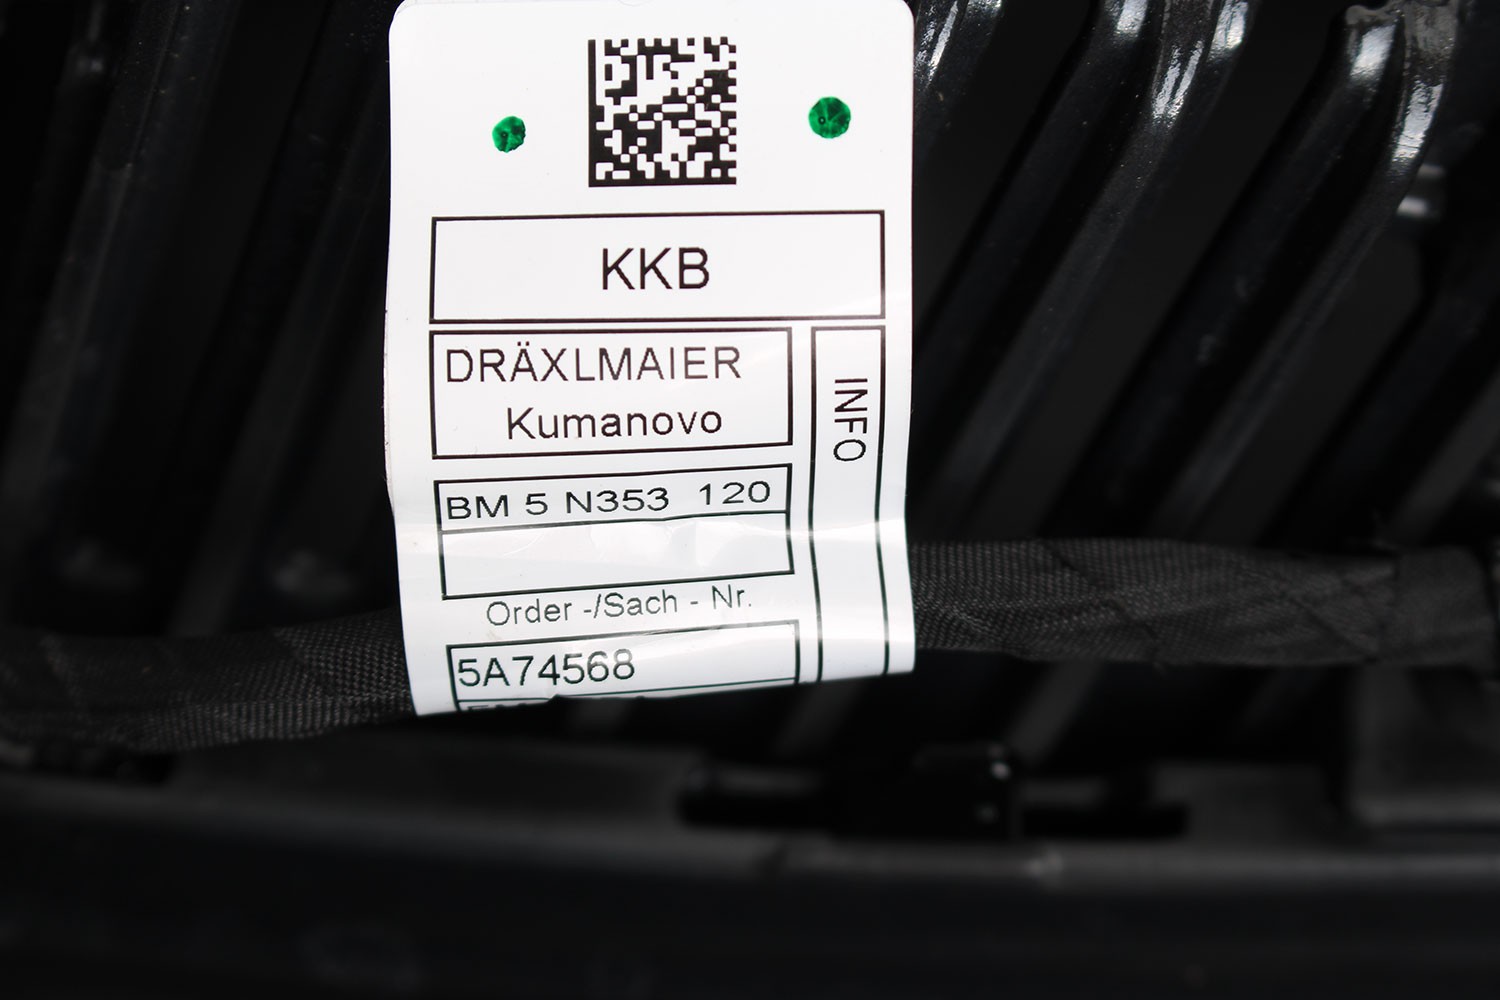 KKB
DRÄXLMAIER
Kumanovo
INFO
BM 5 N353 120
Order -/Sach - Nr.
5A74568